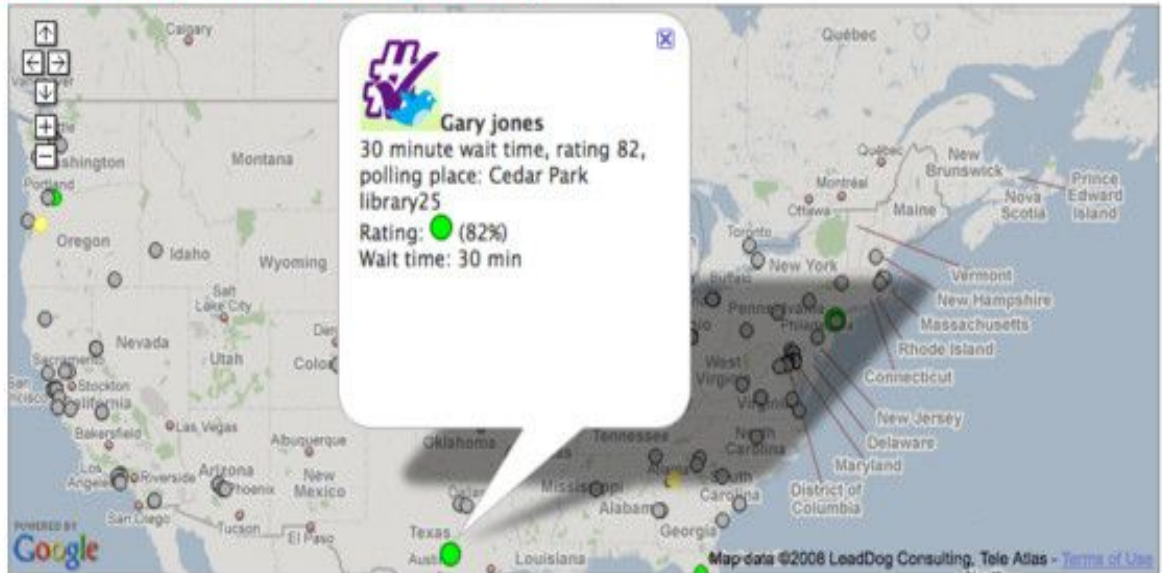 Calgary
Québec
Gary jones
30 minute wait time, rating 82,
polling place: Cedar Park
library25
Rating: (82%)
Wait time: 30 min
Montana
Portland
Oregon
Idaho
Wyoming
Salt
Lake City
Nevada
Utah
Sacramento
Stockton
Bakersfield
Las Vegas
Albuquerque
Los
Riverside
Arizona
Phoenix
New
Mexico
San Diego
Tucson
El Paso
Oklahoma
Texas
Louisiana
Tennessee
Alabama
Georgia
North
Carolina
South
Carolina
West
Québec
New
Brunswick
Montréal
Ottawa
Maine
Nova
Scotia
Prince
Edward
Island
Toronto
New York
Vermont
New Hampshire
Massachusetts
Rhode Island
Connecticut
New Jersey
Delaware
Maryland
District of
Columbia
POWERED BY
Google
Map data ©2008 LeadDog Consulting, Tele Atlas - Terms of Use